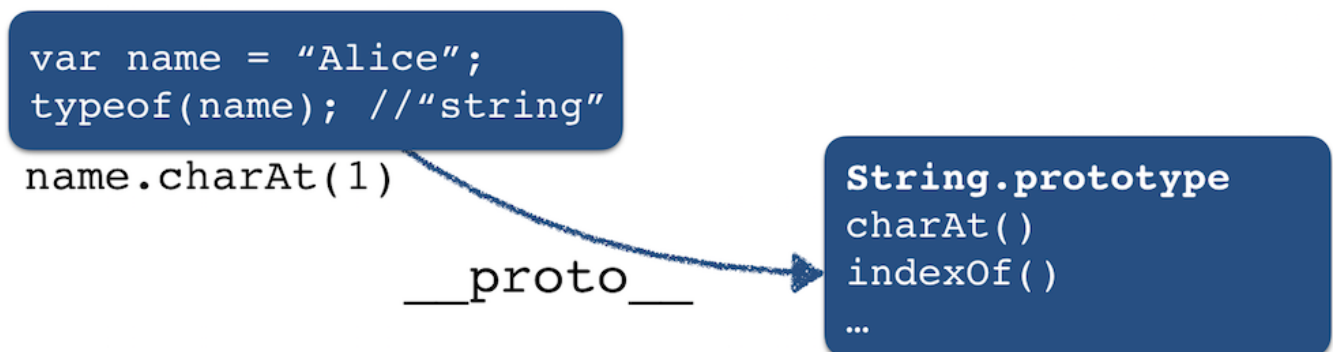 var name = “Alice”;
typeof(name); //“string”
name.charAt(1)
__proto__
String.prototype
charAt()
indexOf()
…